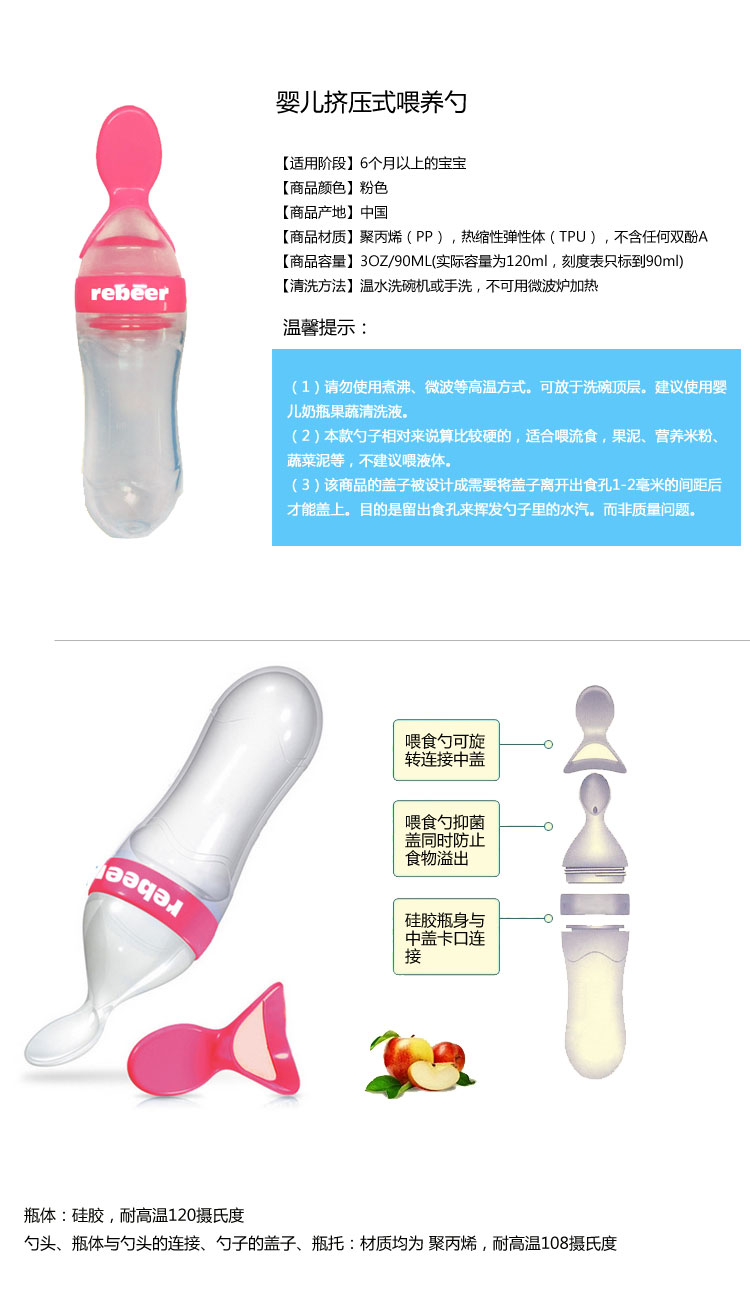 婴儿挤压式喂养勺
【适用阶段】6个月以上的宝宝
【商品颜色】粉色
【商品产地】中国
【商品材质】聚丙烯（PP），热缩性弹性体（TPU），不含任何双酚A
【商品容量】3OZ/90ML(实际容量为120ml，刻度表只标到90ml)
【清洗方法】温水洗碗机或手洗，不可用微波炉加热
rebeer
温馨提示：
（1）请勿使用煮沸、微波等高温方式。可放于洗碗顶层。建议使用婴
儿奶瓶果蔬清洗液。
（2）本款勺子相对来说算比较硬的，适合喂流食，果泥、营养米粉、
蔬菜泥等，不建议喂液体。
（3）该商品的盖子被设计成需要将盖子离开出食孔1-2毫米的间距后
才能盖上。目的是留出食孔来挥发勺子里的水汽。而非质量问题。
喂食勺可旋
转连接中盖
喂食勺抑菌
盖同时防止
食物溢出
rebeer
硅胶瓶身与
中盖卡口连
接
瓶体：硅胶，耐高温120摄氏度
勺头、瓶体与勺头的连接、勺子的盖子、瓶托：材质均为 聚丙烯，耐高温108摄氏度